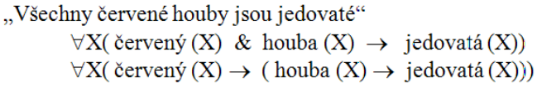 „Všechny červené houby jsou jedovaté“
∀X( červený (X) & houba (X) → jedovatá (X))
∀X( červený (X) → ( houba (X) → jedovatá (X)))